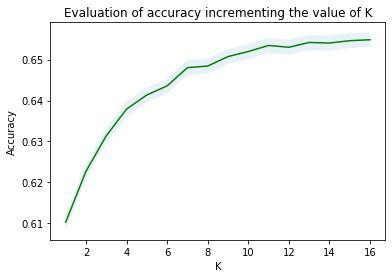 Evaluation of accuracy incrementing the value of K
Accuracy
0.65
0.64
0.63
0.62
0.61
2 4 6 8 10 12 14 16
K